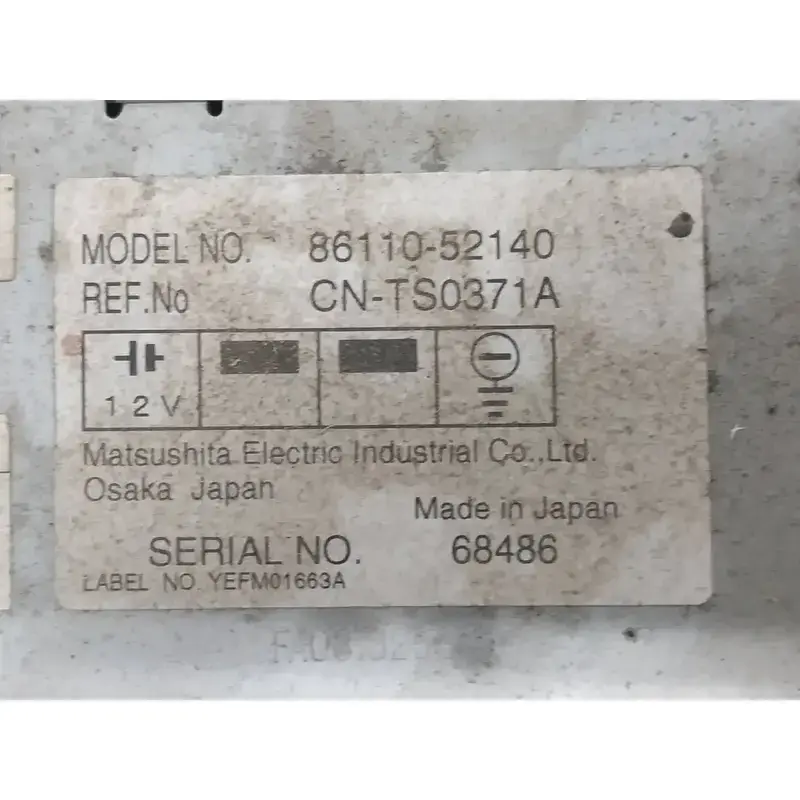 MODEL NO. 86110-52140
REF.No CN-TS0371A
12V
Matsushita Electric Industrial Co.,Ltd.
Osaka Japan
Made in Japan
SERIAL NO. 68486
LABEL NO. YEFM01663A